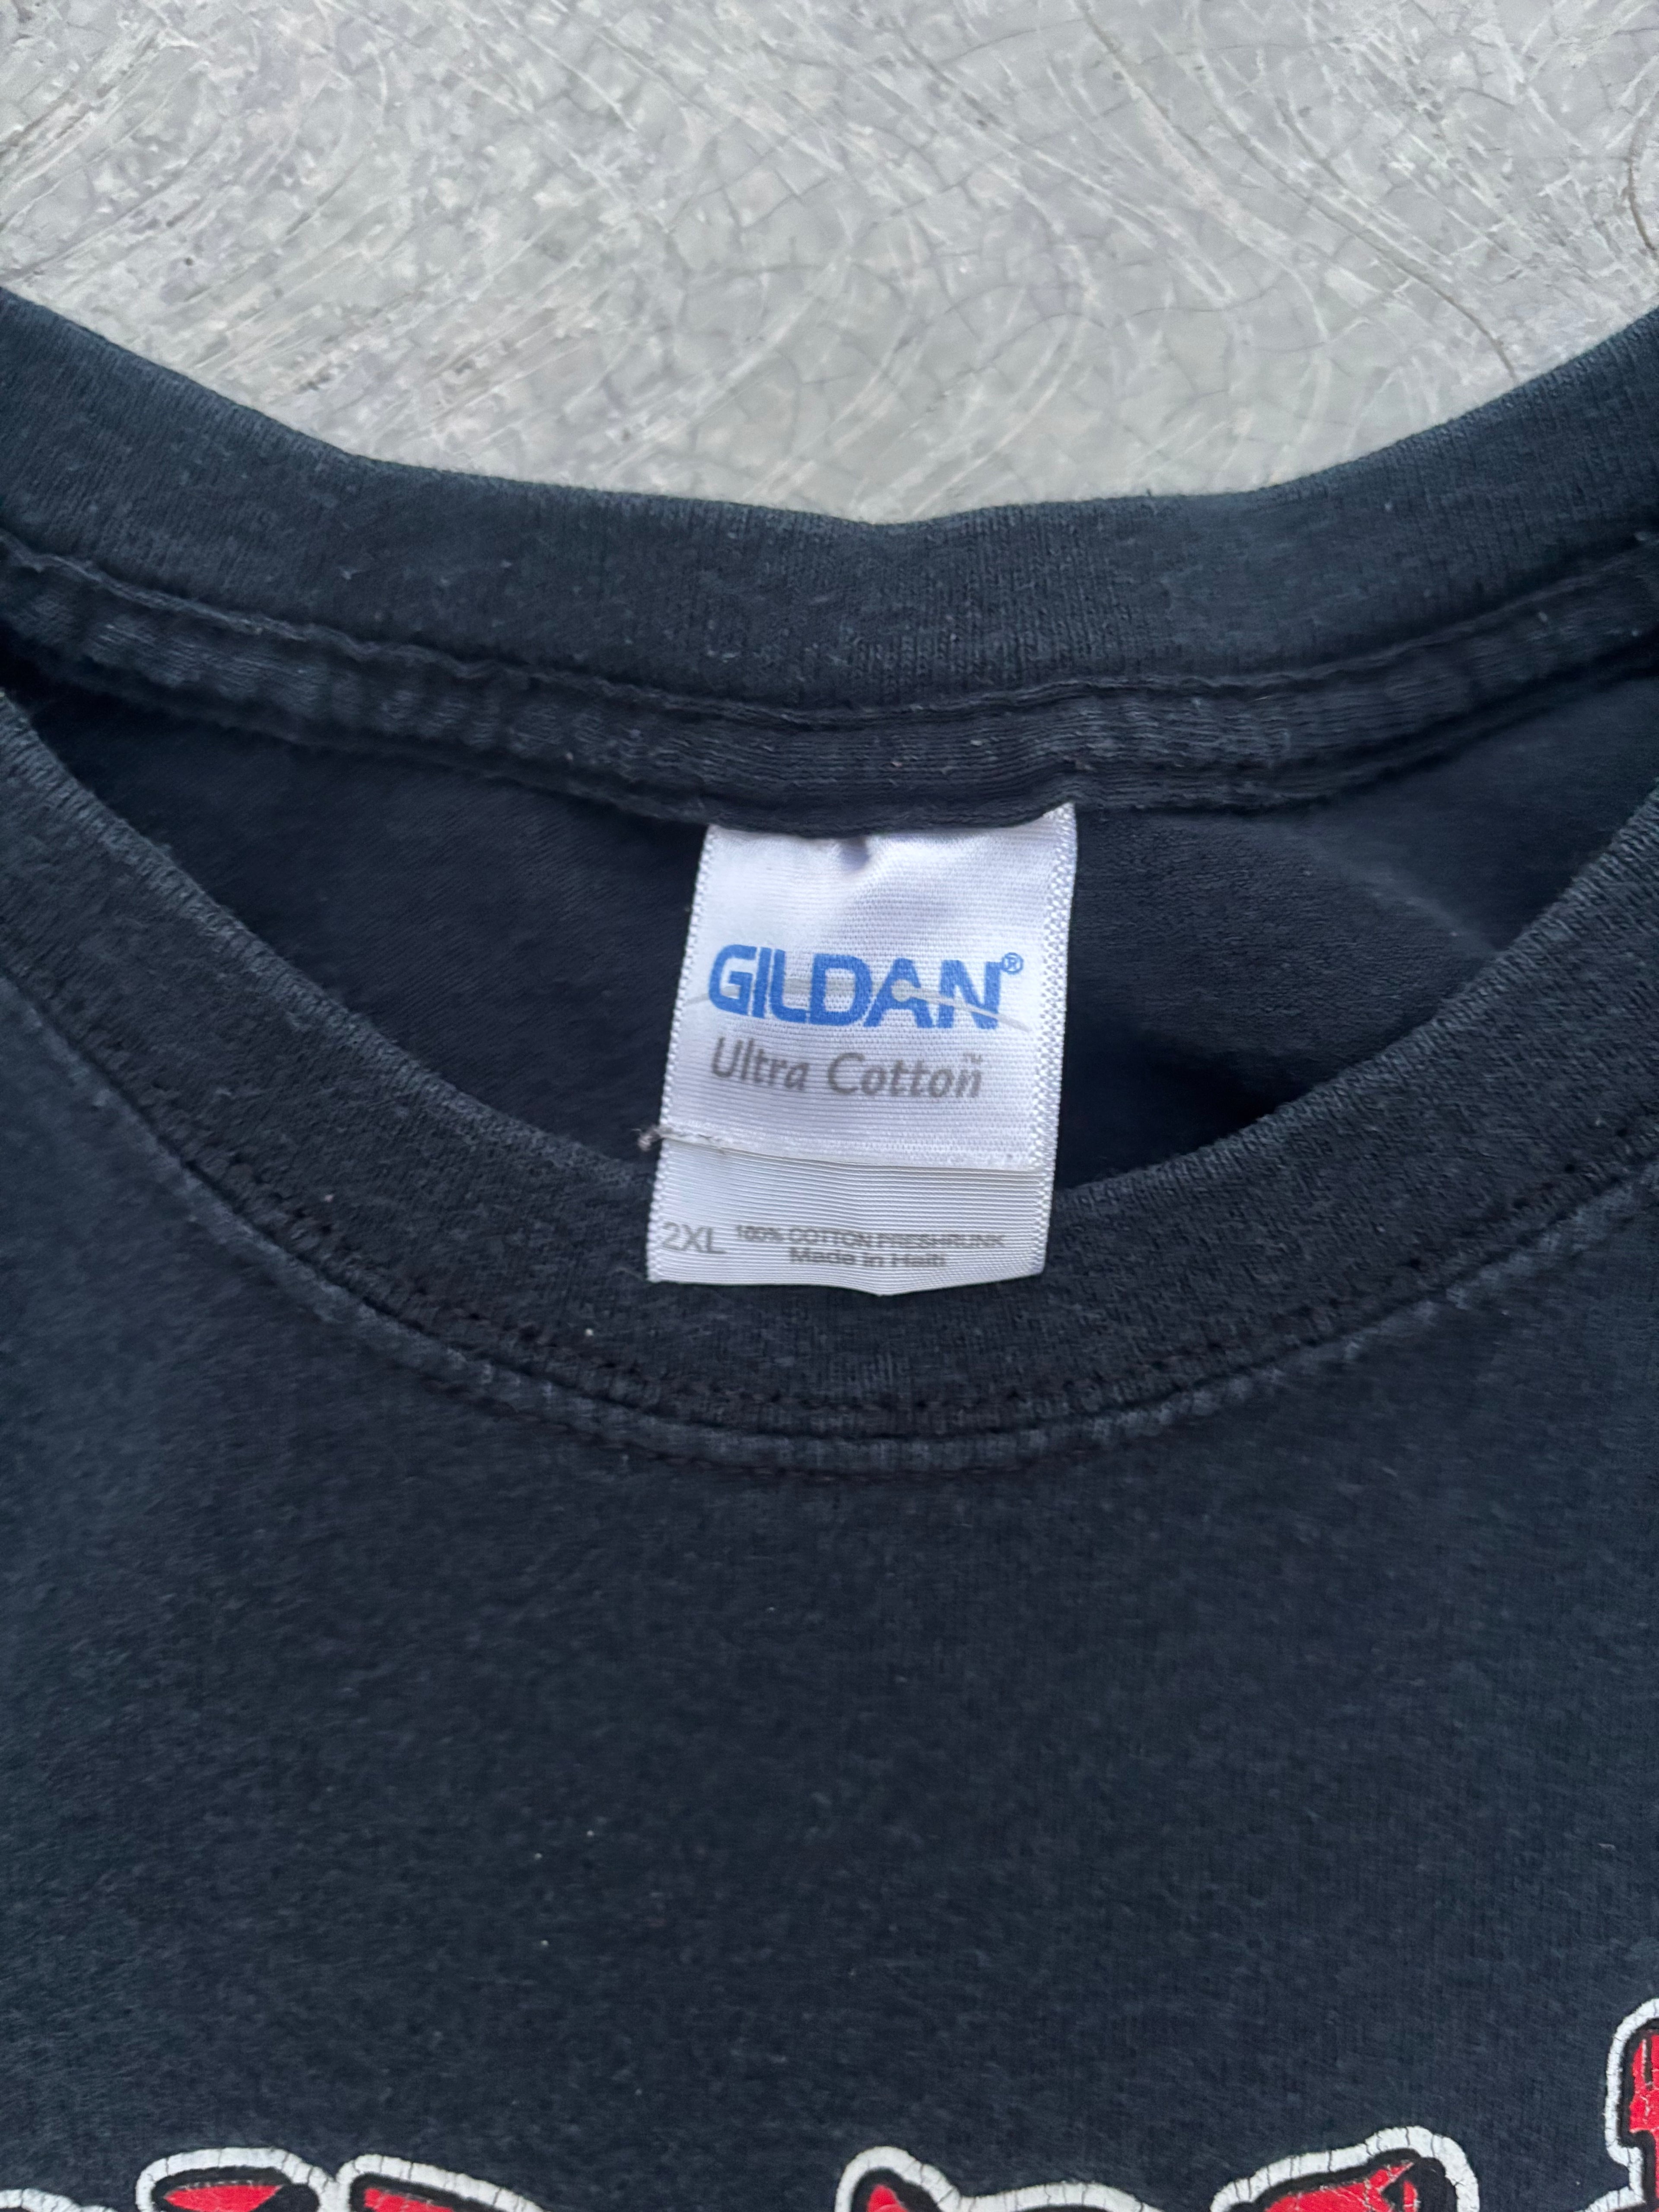 GILDAN®
Ultra Cotton™
2XL 100% COTTON PRESHRUNK
Made in Haiti